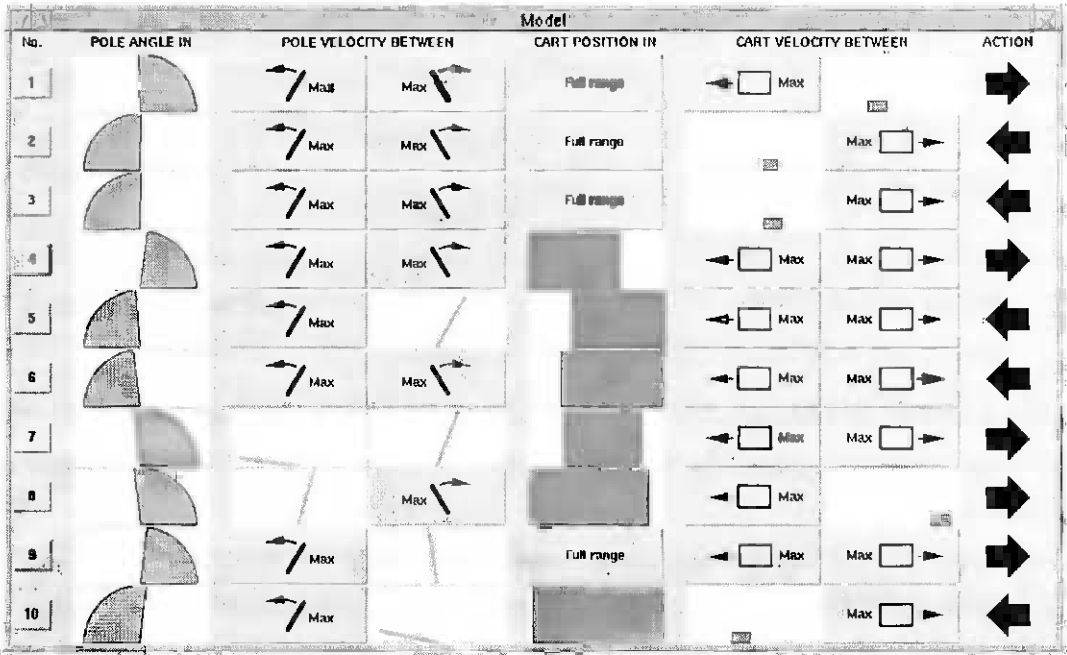 Model
No. POLE ANGLE IN POLE VELOCITY BETWEEN CART POSITION IN CART VELOCITY BETWEEN ACTION
1 Max Max Full range Max
2 Max Max Full range Max
3 Max Max Full range Max
4 Max Max Max Max
5 Max Max Max
6 Max Max Max Max
7 Max Max
8 Max Max
9 Max Full range Max Max
10 Max Max